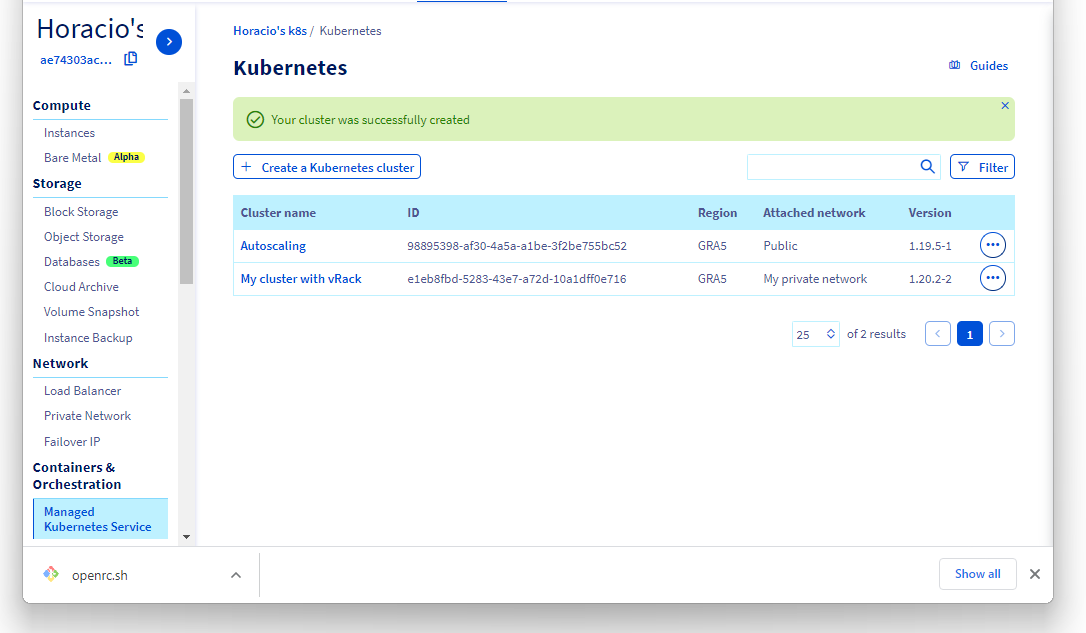 Horacio's
ae74303ac...
Compute
Instances
Bare Metal Alpha
Storage
Block Storage
Object Storage
Databases Beta
Cloud Archive
Volume Snapshot
Instance Backup
Network
Load Balancer
Private Network
Failover IP
Containers &
Orchestration
Managed
Kubernetes Service
Horacio's k8s / Kubernetes
Kubernetes
Guides
Your cluster was successfully created
+ Create a Kubernetes cluster
Filter
Cluster name ID Region Attached network Version
Autoscaling 98895398-af30-4a5a-a1be-3f2be755bc52 GRA5 Public 1.19.5-1
My cluster with vRack e1eb8fbd-5283-43e7-a72d-10a1dff0e716 GRA5 My private network 1.20.2-2
25 of 2 results 1
openrc.sh
Show all